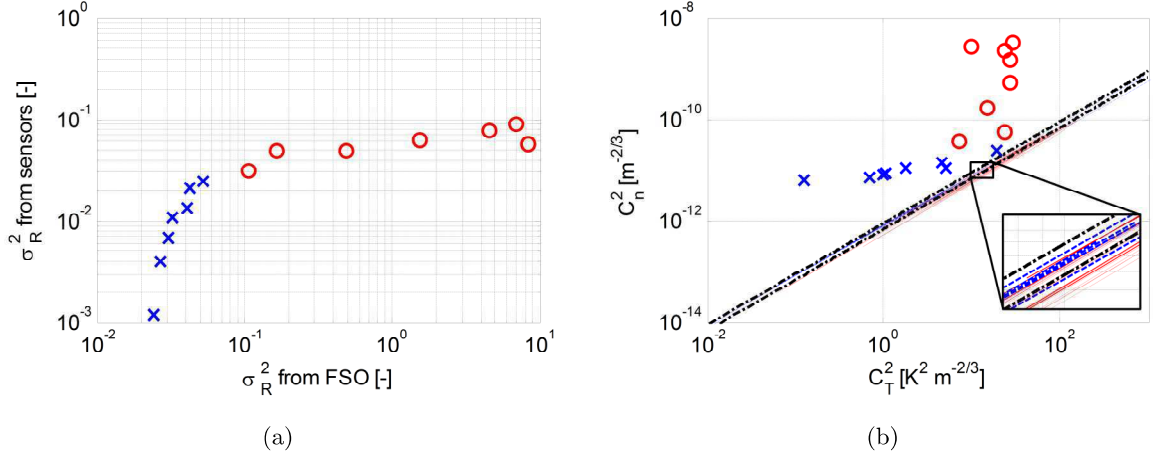 10^0
10^-1
10^-2
10^-3
10^-2
10^-1
10^0
10^1
σ_R^2 from sensors [-]
σ_R^2 from FSO [-]
(a)
10^-8
10^-10
10^-12
10^-14
10^-2
10^0
10^2
C_n^2 [m^-2/3]
C_T^2 [K^2 m^-2/3]
(b)